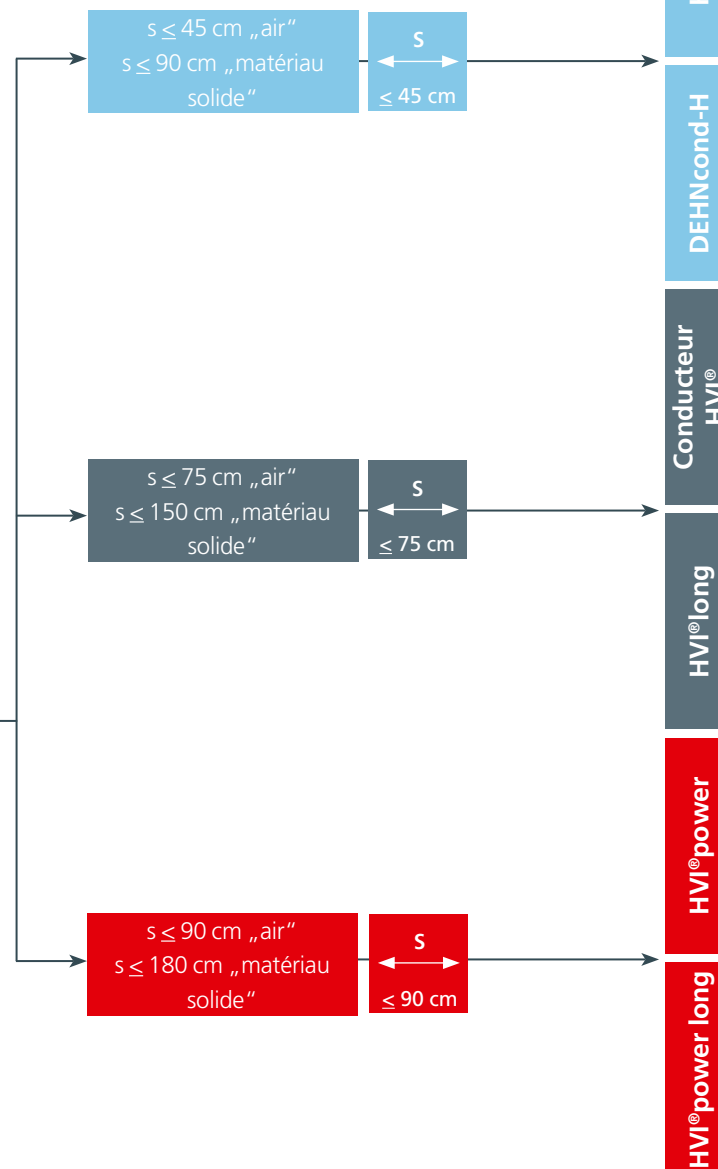 s ≤ 45 cm „air“
s ≤ 90 cm „matériau
solide“
s
≤ 45 cm
DEHNcond-H
Conducteur
HVI®
s ≤ 75 cm „air“
s ≤ 150 cm „matériau
solide“
s
≤ 75 cm
HVI®long
HVI®power
s ≤ 90 cm „air“
s ≤ 180 cm „matériau
solide“
s
≤ 90 cm
HVI®power long